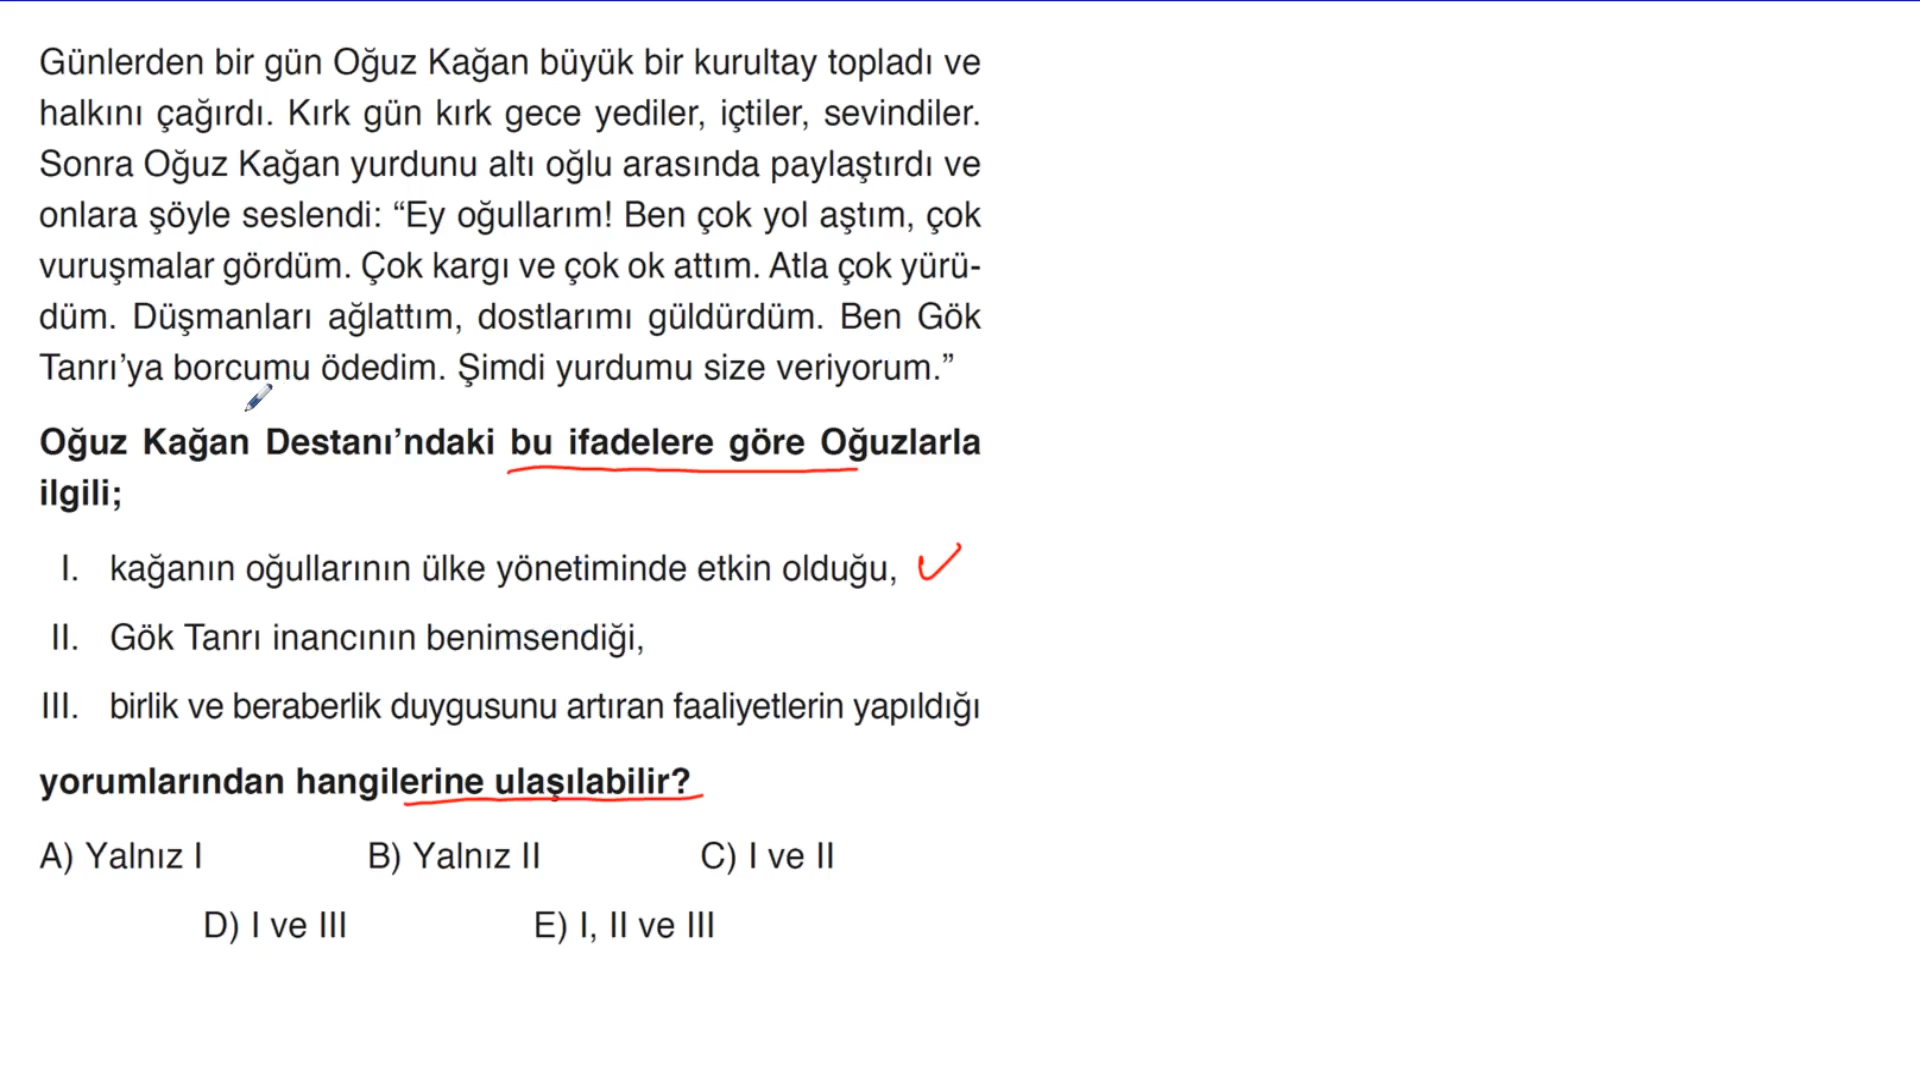 Günlerden bir gün Oğuz Kağan büyük bir kurultay topladı ve
halkını çağırdı. Kırk gün kırk gece yediler, içtiler, sevindiler.
Sonra Oğuz Kağan yurdunu altı oğlu arasında paylaştırdı ve
onlara şöyle seslendi: “Ey oğullarım! Ben çok yol aştım, çok
vuruşmalar gördüm. Çok kargı ve çok ok attım. Atla çok yürü-
düm. Düşmanları ağlattım, dostlarımı güldürdüm. Ben Gök
Tanrı’ya borcumu ödedim. Şimdi yurdumu size veriyorum.”
Oğuz Kağan Destanı’ndaki bu ifadelere göre Oğuzlarla
ilgili;
I. kağanın oğullarının ülke yönetiminde etkin olduğu,
II. Gök Tanrı inancının benimsendiği,
III. birlik ve beraberlik duygusunu artıran faaliyetlerin yapıldığı
yorumlarından hangilerine ulaşılabilir?
A) Yalnız I B) Yalnız II C) I ve II
D) I ve III E) I, II ve III